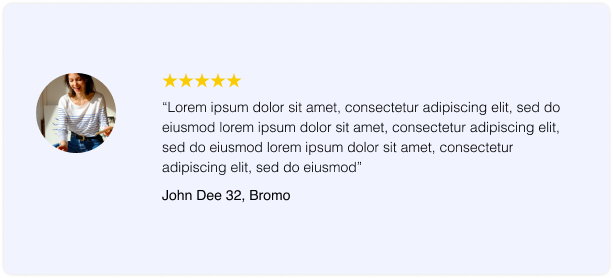 “Lorem ipsum dolor sit amet, consectetur adipiscing elit, sed do
eiusmod lorem ipsum dolor sit amet, consectetur adipiscing elit,
sed do eiusmod lorem ipsum dolor sit amet, consectetur
adipiscing elit, sed do eiusmod”
John Dee 32, Bromo